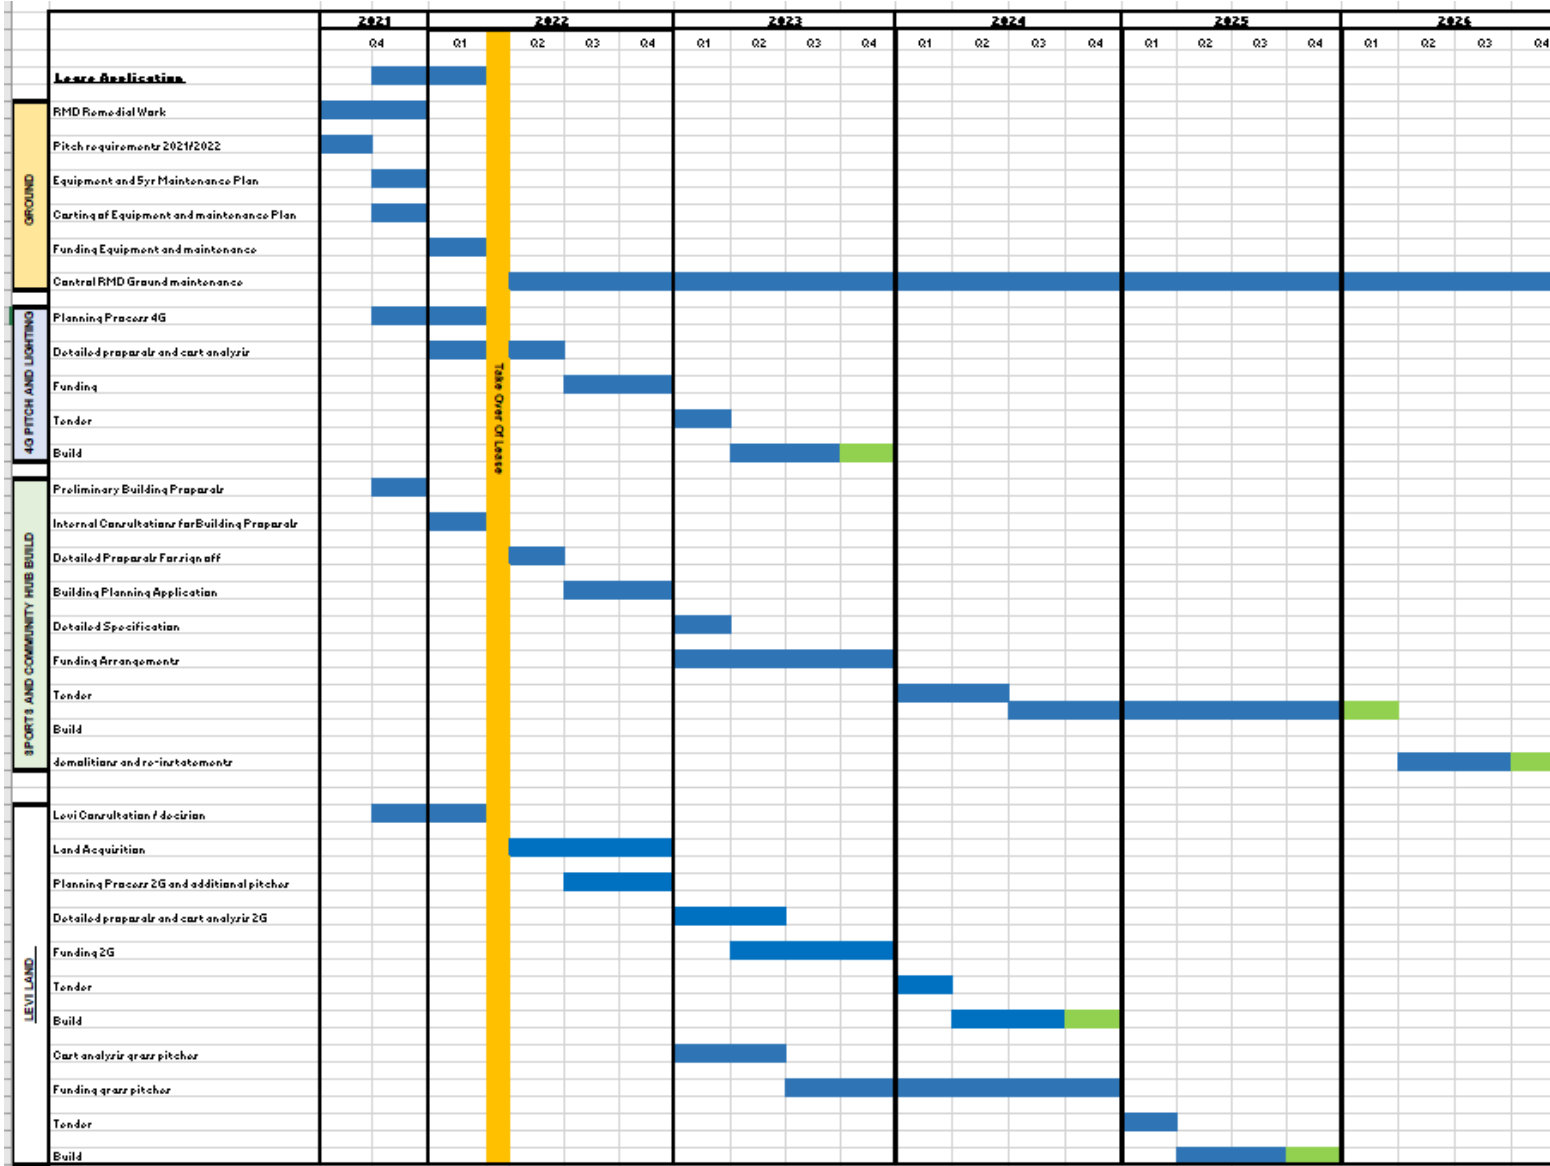 2021 2022 2023 2024 2025 2026
Q4 Q1 Q2 Q3 Q4 Q1 Q2 Q3 Q4 Q1 Q2 Q3 Q4 Q1 Q2 Q3 Q4 Q1 Q2 Q3 Q4
Lease Application
GROUND
RMD Remedial Work
Pitch requirements 2021/2022
Equipment and 5yr Maintenance Plan
Costing of Equipment and maintenance Plan
Funding Equipment and maintenance
Control RMD Ground maintenance
4G PITCH AND LIGHTING
Planning Process 4G
Detailed proposals and cost analysis
Funding
Tender
Build
Take Over Of Lease
SPORTS AND COMMUNITY HUB BUILD
Preliminary Building Proposals
Internal Consultations for Building Proposals
Detailed Proposals For sign off
Building Planning Application
Detailed Specification
Funding Arrangements
Tender
Build
demolitions and re-instatements
LEVI LAND
Levi Consultation / decision
Land Acquisition
Planning Process 2G and additional pitches
Detailed proposals and cost analysis 2G
Funding 2G
Tender
Build
Cost analysis grass pitches
Funding grass pitches
Tender
Build